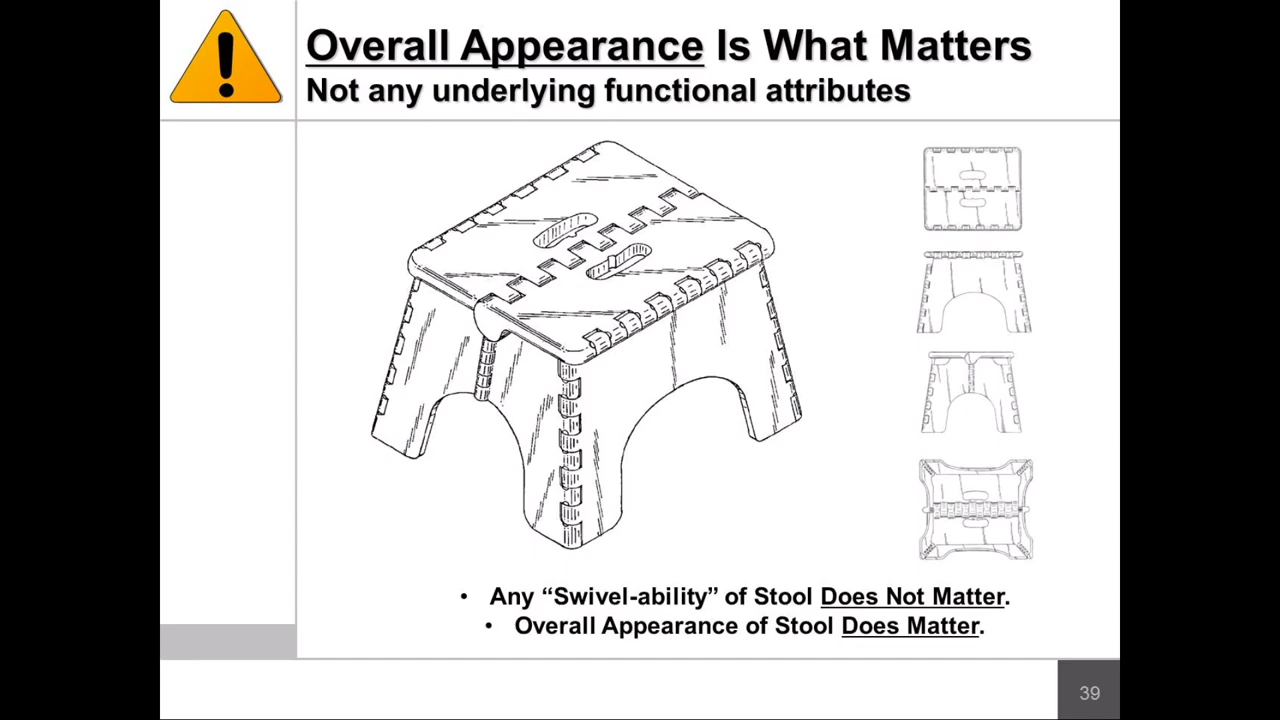 Overall Appearance Is What Matters
Not any underlying functional attributes
• Any “Swivel-ability” of Stool Does Not Matter.
• Overall Appearance of Stool Does Matter.
39